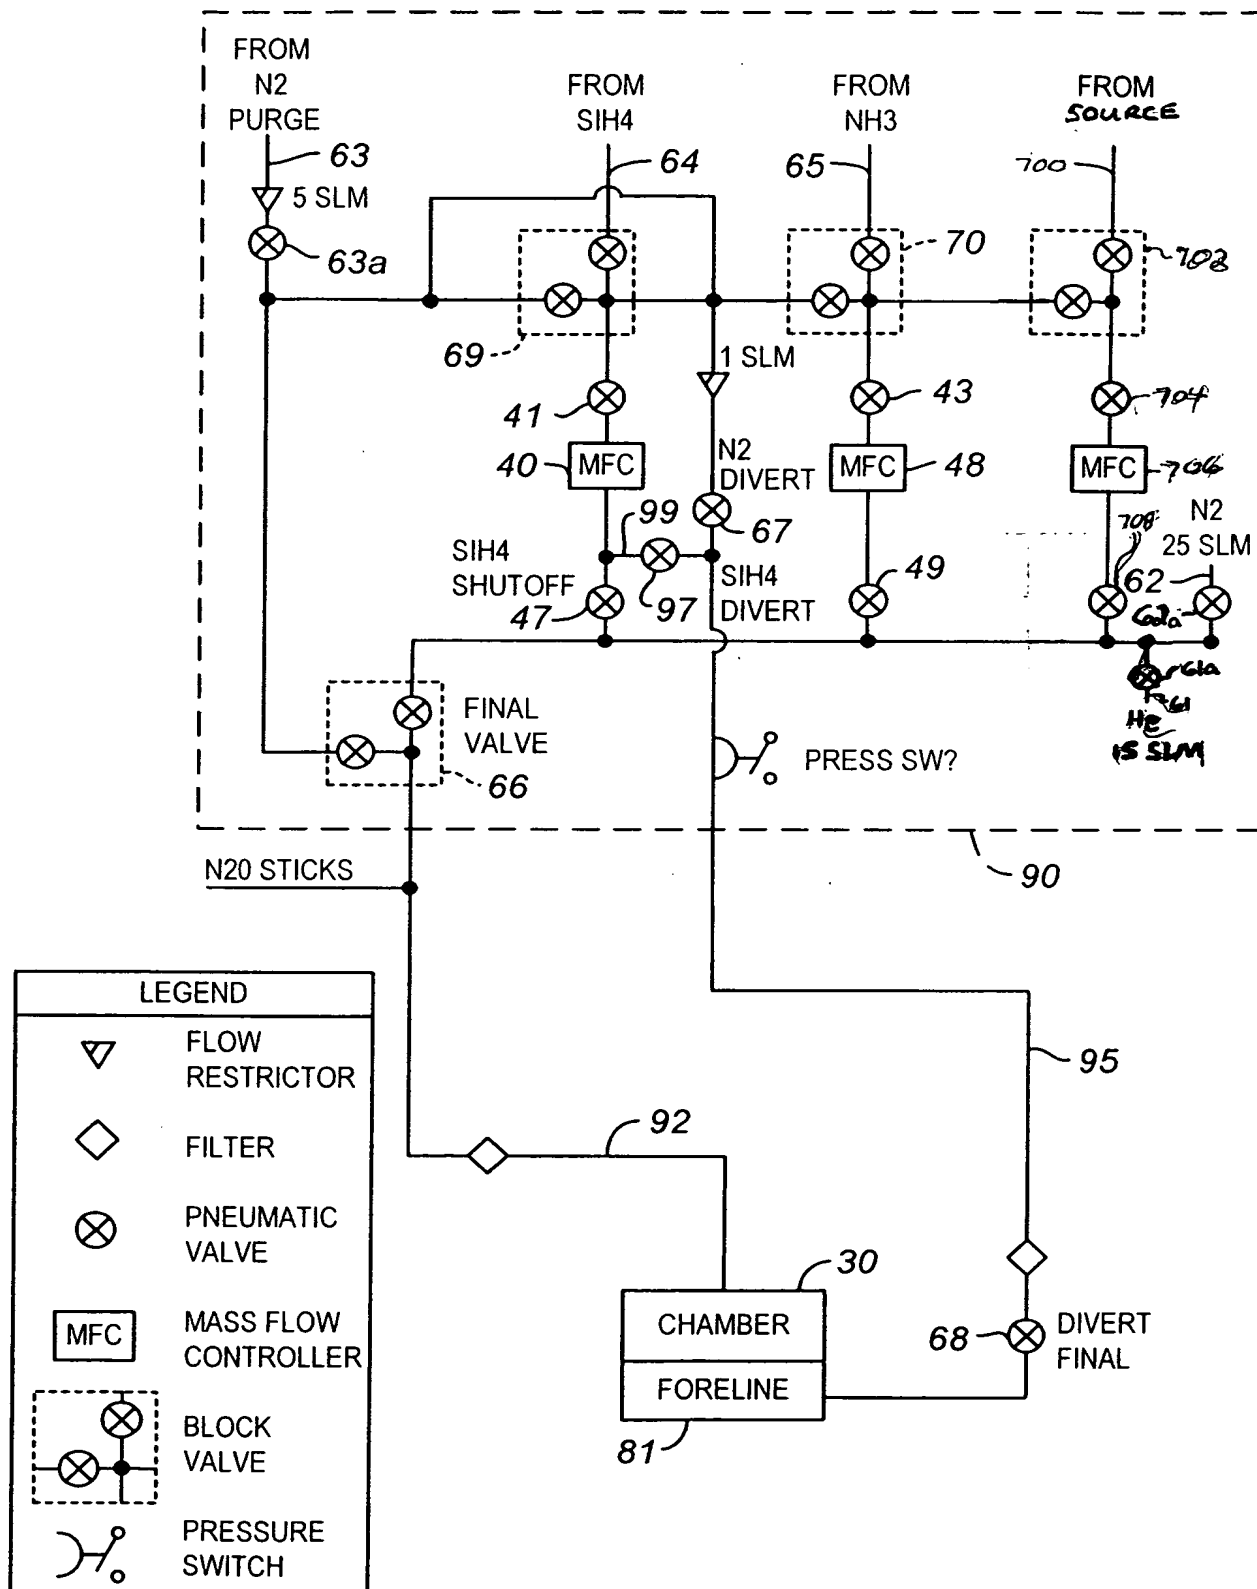 FROM
N2
PURGE
FROM
SIH4
FROM
NH3
FROM
SOURCE
63
64
65
700
5 SLM
63a
70
702
69
1 SLM
41
43
704
40
MFC
N2
DIVERT
MFC
48
MFC
706
N2
25 SLM
99
67
708
SIH4
SHUTOFF
47
97
SIH4
DIVERT
49
62
62a
61a
61
HE
15 SLM
FINAL
VALVE
66
PRESS SW?
N20 STICKS
90
LEGEND
FLOW
RESTRICTOR
FILTER
PNEUMATIC
VALVE
MFC
MASS FLOW
CONTROLLER
BLOCK
VALVE
PRESSURE
SWITCH
95
92
30
CHAMBER
FORELINE
81
68
DIVERT
FINAL